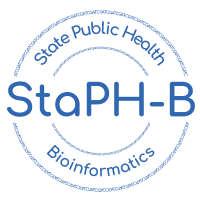 State Public Health
StaPH-B
Bioinformatics